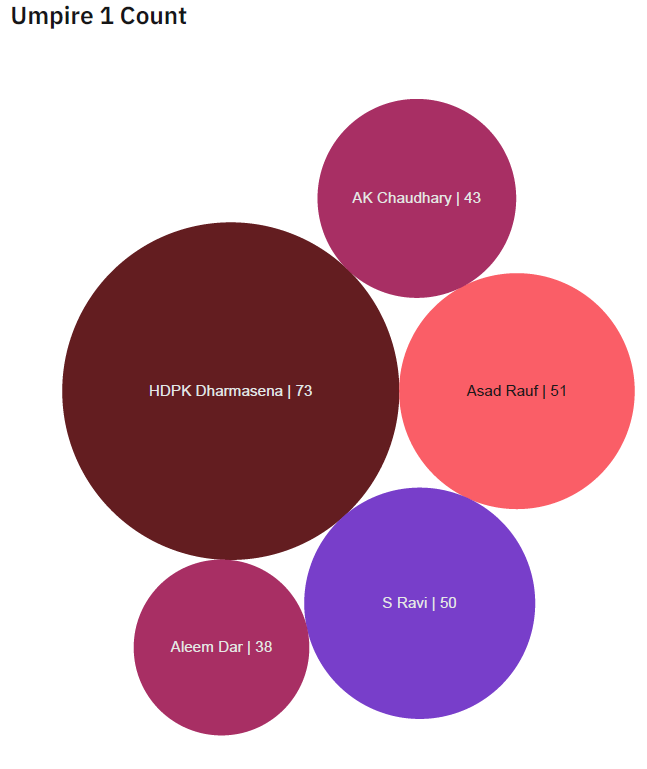 Umpire 1 Count
AK Chaudhary | 43
HDPK Dharmasena | 73
Asad Rauf | 51
S Ravi | 50
Aleem Dar | 38